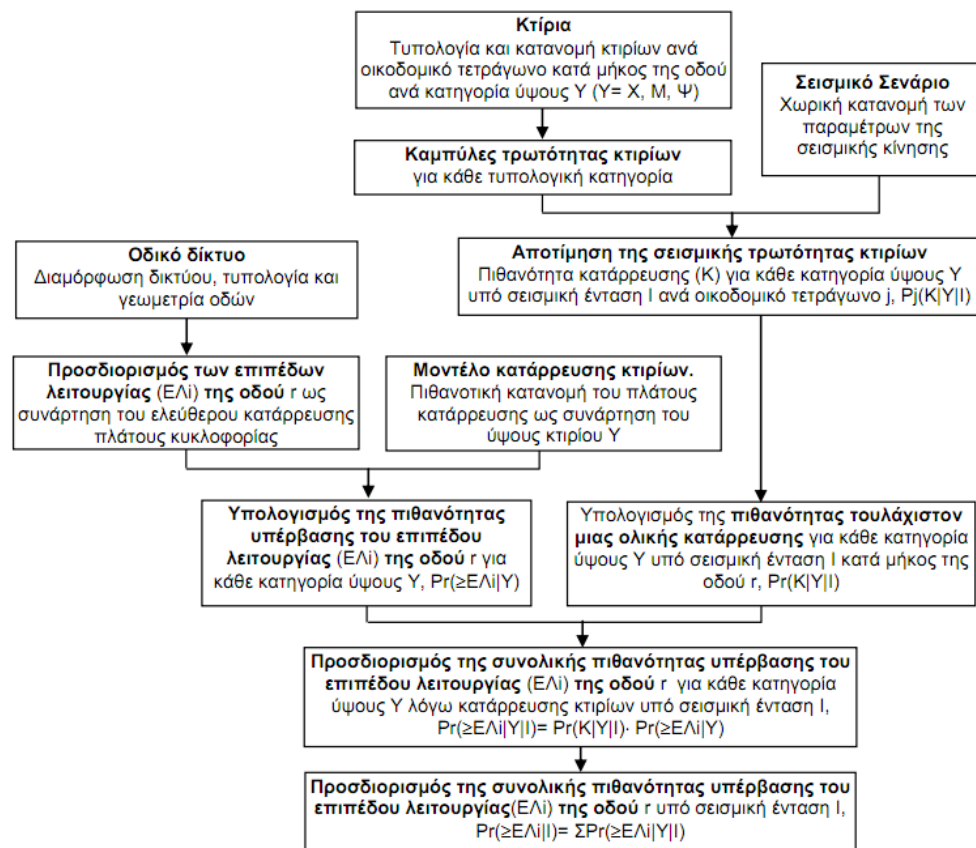 Κτίρια
Τυπολογία και κατανομή κτιρίων ανά
οικοδομικό τετράγωνο κατά μήκος της οδού
ανά κατηγορία ύψους Υ (Υ= Χ, Μ, Ψ)
Σεισμικό Σενάριο
Χωρική κατανομή των
παραμέτρων της
σεισμικής κίνησης
Καμπύλες τρωτότητας κτιρίων
για κάθε τυπολογική κατηγορία
Οδικό δίκτυο
Διαμόρφωση δικτύου, τυπολογία και
γεωμετρία οδών
Αποτίμηση της σεισμικής τρωτότητας κτιρίων
Πιθανότητα κατάρρευσης (Κ) για κάθε κατηγορία ύψους Υ
υπό σεισμική ένταση Ι ανά οικοδομικό τετράγωνο j, Pj(K|Y|I)
Προσδιορισμός των επιπέδων
λειτουργίας (ΕΛi) της οδού r ως
συνάρτηση του ελεύθερου κατάρρευσης
πλάτους κυκλοφορίας
Μοντέλο κατάρρευσης κτιρίων.
Πιθανοτική κατανομή του πλάτους
κατάρρευσης ως συνάρτηση του
ύψους κτιρίου Υ
Υπολογισμός της πιθανότητας
υπέρβασης του επιπέδου
λειτουργίας (ΕΛi) της οδού r για
κάθε κατηγορία ύψους Υ, Pr(≥ΕΛi|Y)
Υπολογισμός της πιθανότητας τουλάχιστον
μιας ολικής κατάρρευσης για κάθε κατηγορία
ύψους Υ υπό σεισμική ένταση Ι κατά μήκος της
οδού r, Pr(K|Y|I)
Προσδιορισμός της συνολικής πιθανότητας υπέρβασης του
επιπέδου λειτουργίας (ΕΛi) της οδού r για κάθε κατηγορία
ύψους Υ λόγω κατάρρευσης κτιρίων υπό σεισμική ένταση Ι,
Pr(≥ΕΛi|Y|I)= Pr(K|Y|I)· Pr(≥ΕΛi|Y)
Προσδιορισμός της συνολικής πιθανότητας υπέρβασης του
επιπέδου λειτουργίας(ΕΛi) της οδού r υπό σεισμική ένταση Ι,
Pr(≥ΕΛi|I)= ΣPr(≥ΕΛi|Y|I)